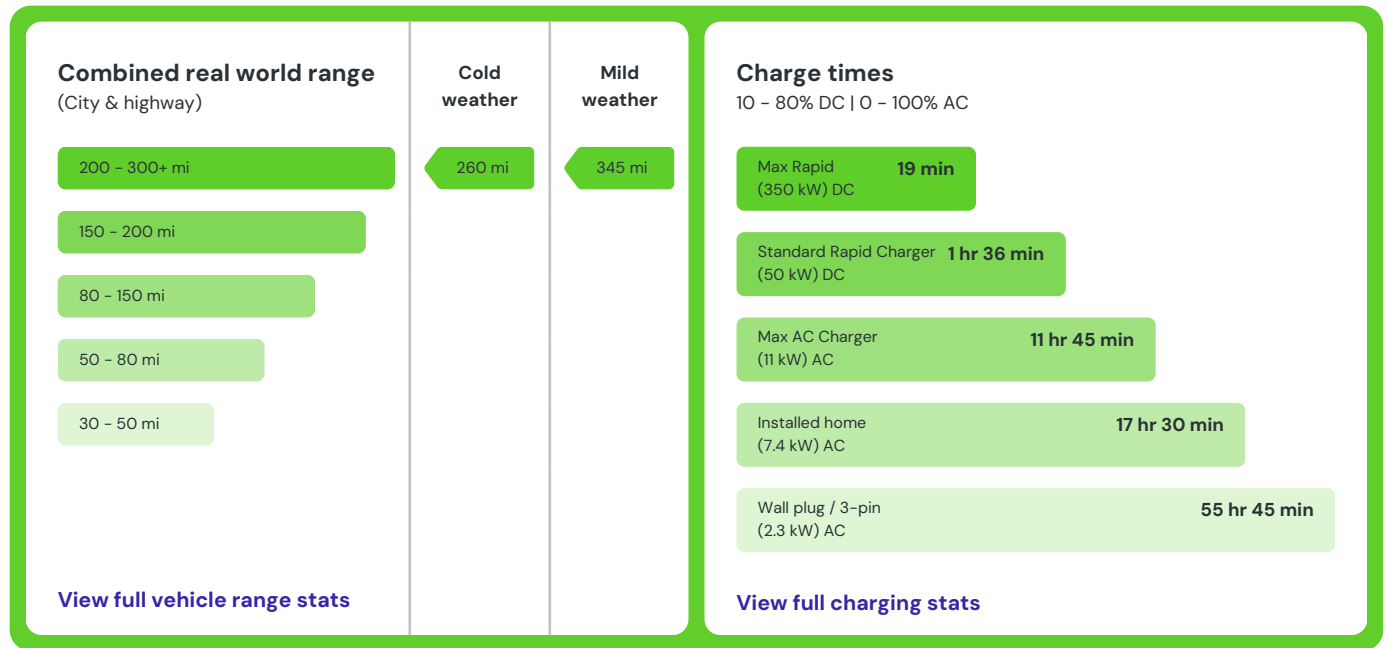 Combined real world range
(City & highway)
Cold
weather
Mild
weather
200 - 300+ mi
260 mi
345 mi
150 - 200 mi
80 - 150 mi
50 - 80 mi
30 - 50 mi
View full vehicle range stats
Charge times
10 - 80% DC | 0 - 100% AC
Max Rapid
(350 kW) DC
19 min
Standard Rapid Charger
(50 kW) DC
1 hr 36 min
Max AC Charger
(11 kW) AC
11 hr 45 min
Installed home
(7.4 kW) AC
17 hr 30 min
Wall plug / 3-pin
(2.3 kW) AC
55 hr 45 min
View full charging stats